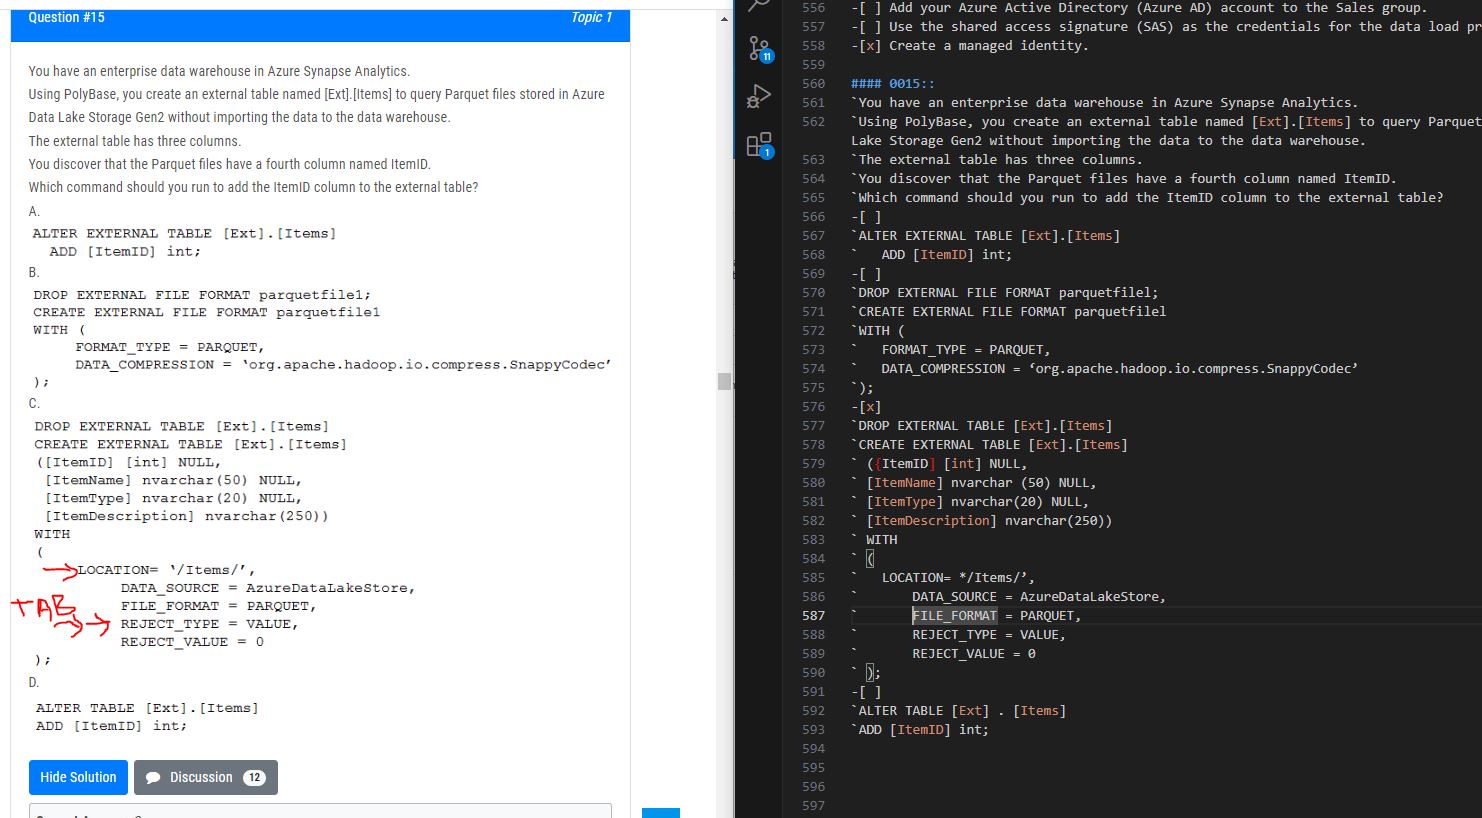 Question #15
Topic 1
You have an enterprise data warehouse in Azure Synapse Analytics.
Using PolyBase, you create an external table named [Ext].[Items] to query Parquet files stored in Azure
Data Lake Storage Gen2 without importing the data to the data warehouse.
The external table has three columns.
You discover that the Parquet files have a fourth column named ItemID.
Which command should you run to add the ItemID column to the external table?
A.
ALTER EXTERNAL TABLE [Ext].[Items]
ADD [ItemID] int;
B.
DROP EXTERNAL FILE FORMAT parquetfile1;
CREATE EXTERNAL FILE FORMAT parquetfile1
WITH (
FORMAT_TYPE = PARQUET,
DATA_COMPRESSION = ‘org.apache.hadoop.io.compress.SnappyCodec’
);
C.
DROP EXTERNAL TABLE [Ext].[Items]
CREATE EXTERNAL TABLE [Ext].[Items]
([ItemID] [int] NULL,
[ItemName] nvarchar(50) NULL,
[ItemType] nvarchar(20) NULL,
[ItemDescription] nvarchar(250))
WITH
(
LOCATION= ‘/Items/’,
DATA_SOURCE = AzureDataLakeStore,
TAB
FILE_FORMAT = PARQUET,
REJECT_TYPE = VALUE,
REJECT_VALUE = 0
);
D.
ALTER TABLE [Ext].[Items]
ADD [ItemID] int;
Hide Solution
Discussion 12
11
1
556 -[ ] Add your Azure Active Directory (Azure AD) account to the Sales group.
557 -[ ] Use the shared access signature (SAS) as the credentials for the data load pr
558 -[x] Create a managed identity.
559
560 #### 0015::
561 `You have an enterprise data warehouse in Azure Synapse Analytics.
562 `Using PolyBase, you create an external table named [Ext].[Items] to query Parquet
Lake Storage Gen2 without importing the data to the data warehouse.
563 `The external table has three columns.
564 `You discover that the Parquet files have a fourth column named ItemID.
565 `Which command should you run to add the ItemID column to the external table?
566 -[ ]
567 `ALTER EXTERNAL TABLE [Ext].[Items]
568 `   ADD [ItemID] int;
569 -[ ]
570 `DROP EXTERNAL FILE FORMAT parquetfilel;
571 `CREATE EXTERNAL FILE FORMAT parquetfilel
572 `WITH (
573 `   FORMAT_TYPE = PARQUET,
574 `   DATA_COMPRESSION = ‘org.apache.hadoop.io.compress.SnappyCodec’
575 `);
576 -[x]
577 `DROP EXTERNAL TABLE [Ext].[Items]
578 `CREATE EXTERNAL TABLE [Ext].[Items]
579 ` ({ItemID] [int] NULL,
580 ` [ItemName] nvarchar (50) NULL,
581 ` [ItemType] nvarchar(20) NULL,
582 ` [ItemDescription] nvarchar(250))
583 ` WITH
584 ` (
585 `   LOCATION= */Items/’,
586 `       DATA_SOURCE = AzureDataLakeStore,
587 `       FILE_FORMAT = PARQUET,
588 `       REJECT_TYPE = VALUE,
589 `       REJECT_VALUE = 0
590 ` );
591 -[ ]
592 `ALTER TABLE [Ext] . [Items]
593 `ADD [ItemID] int;
594
595
596
597